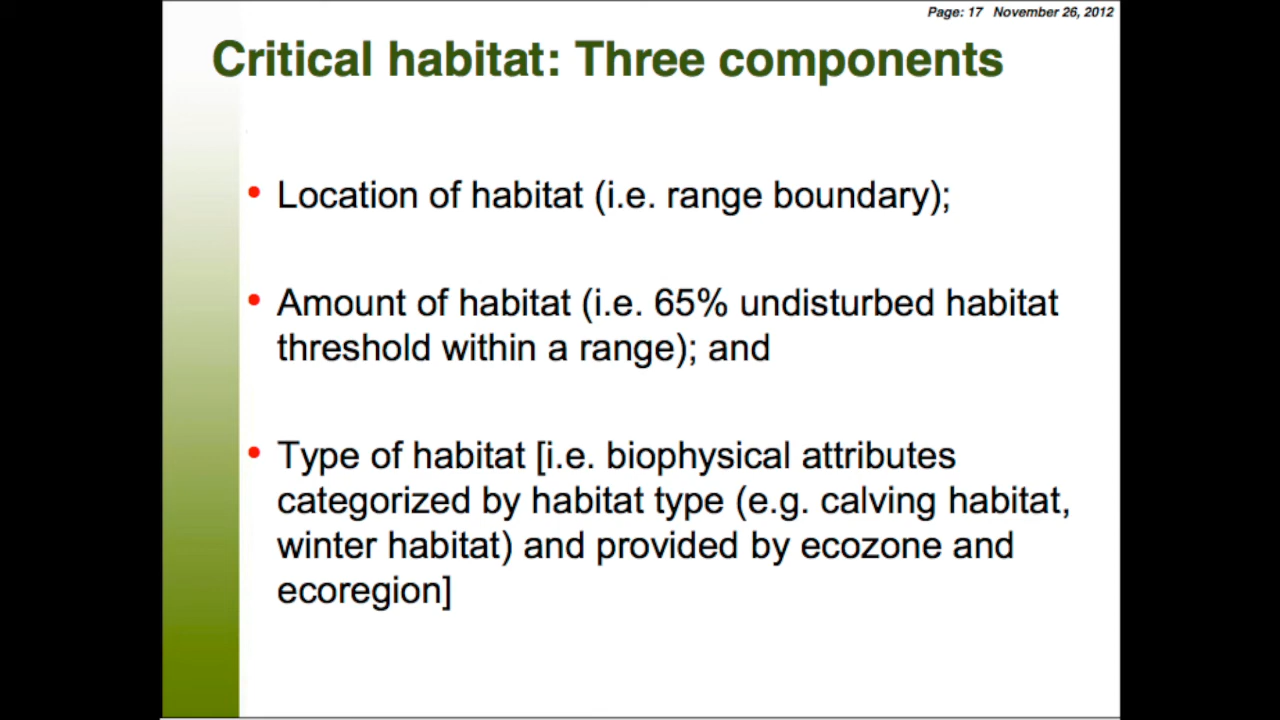 Page: 17 November 26, 2012
Critical habitat: Three components
• Location of habitat (i.e. range boundary);
• Amount of habitat (i.e. 65% undisturbed habitat
threshold within a range); and
• Type of habitat [i.e. biophysical attributes
categorized by habitat type (e.g. calving habitat,
winter habitat) and provided by ecozone and
ecoregion]